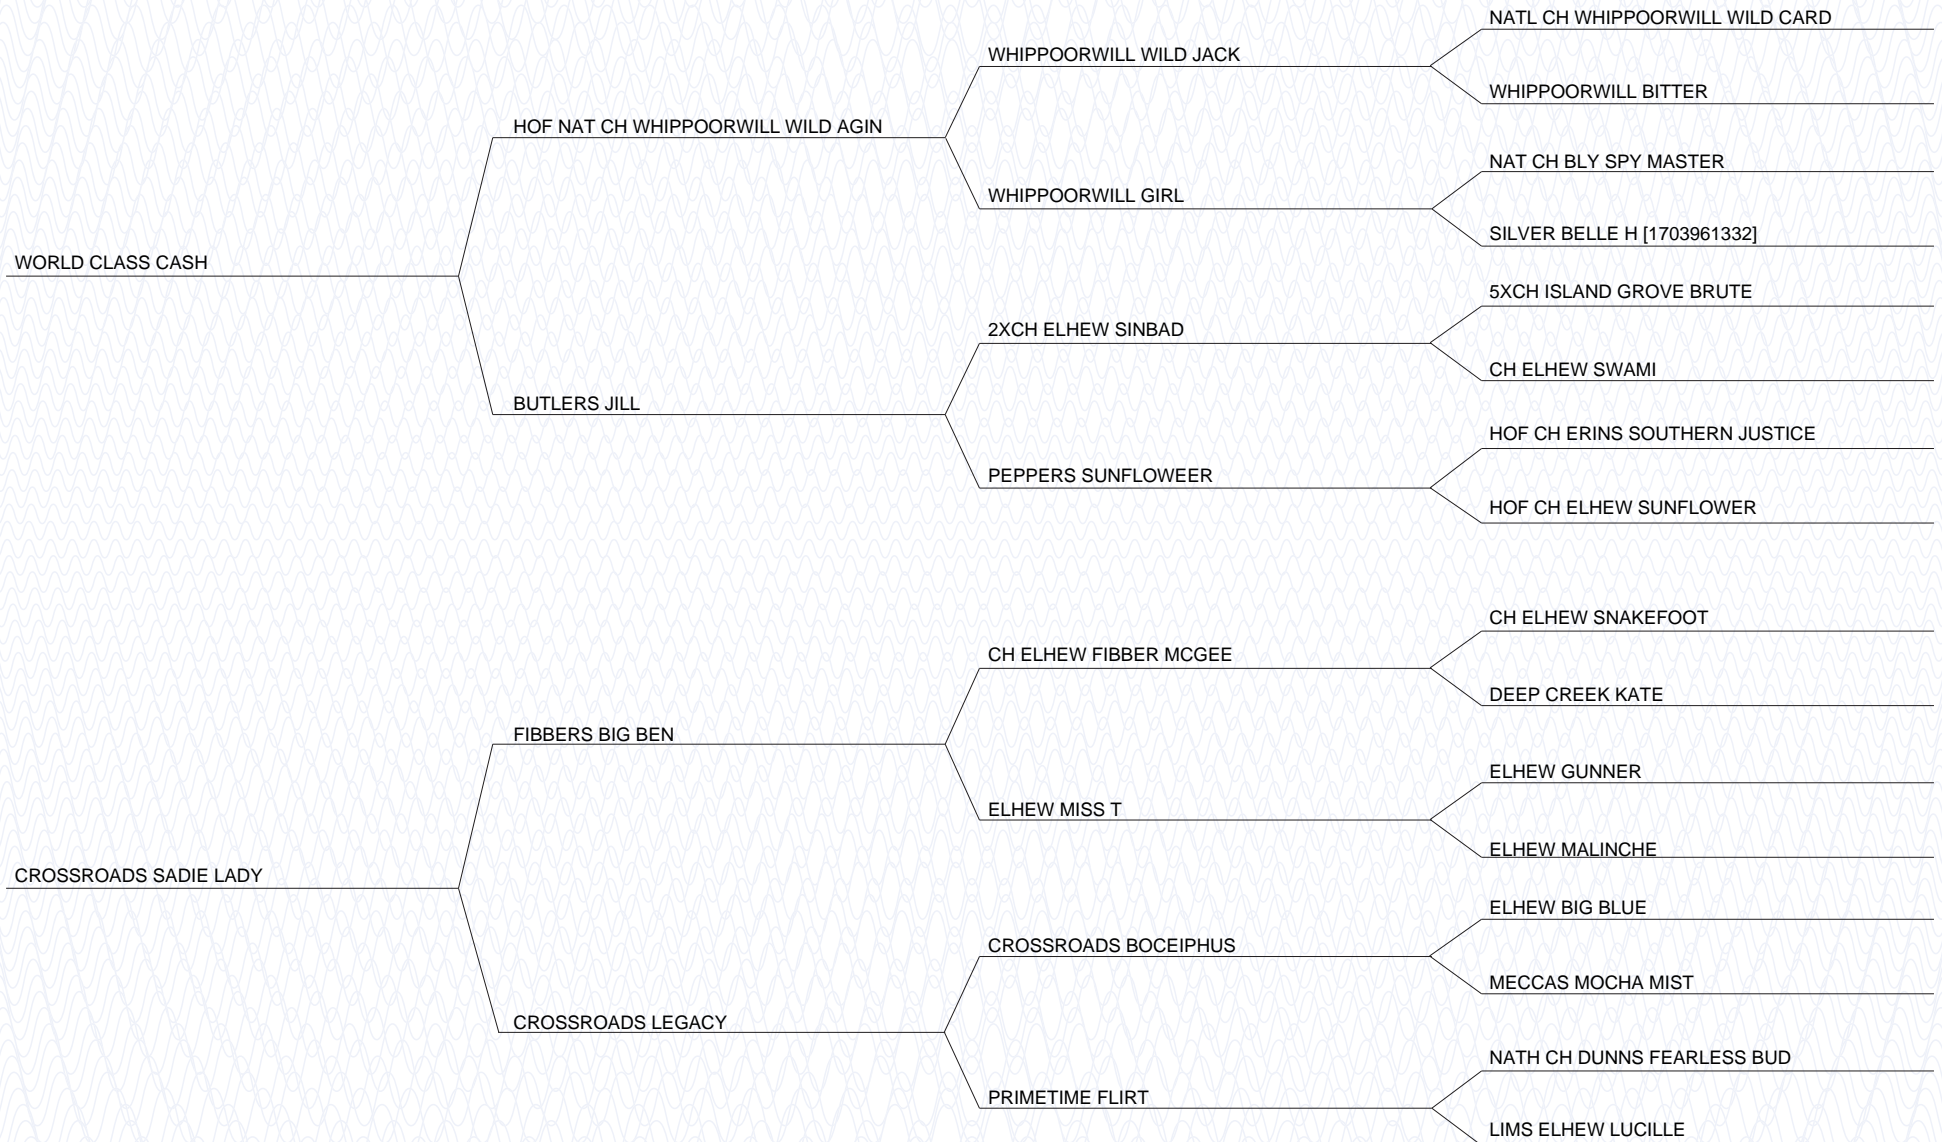 NATL CH WHIPPOORWILL WILD CARD
WHIPPOORWILL WILD JACK
WHIPPOORWILL BITTER
HOF NAT CH WHIPPOORWILL WILD AGIN
NAT CH BLY SPY MASTER
WHIPPOORWILL GIRL
SILVER BELLE H [1703961332]
WORLD CLASS CASH
5XCH ISLAND GROVE BRUTE
2XCH ELHEW SINBAD
CH ELHEW SWAMI
BUTLERS JILL
HOF CH ERINS SOUTHERN JUSTICE
PEPPERS SUNFLOWEER
HOF CH ELHEW SUNFLOWER
CH ELHEW SNAKEFOOT
CH ELHEW FIBBER MCGEE
DEEP CREEK KATE
FIBBERS BIG BEN
ELHEW GUNNER
ELHEW MISS T
ELHEW MALINCHE
CROSSROADS SADIE LADY
ELHEW BIG BLUE
CROSSROADS BOCEIPHUS
MECCAS MOCHA MIST
CROSSROADS LEGACY
NATH CH DUNNS FEARLESS BUD
PRIMETIME FLIRT
LIMS ELHEW LUCILLE